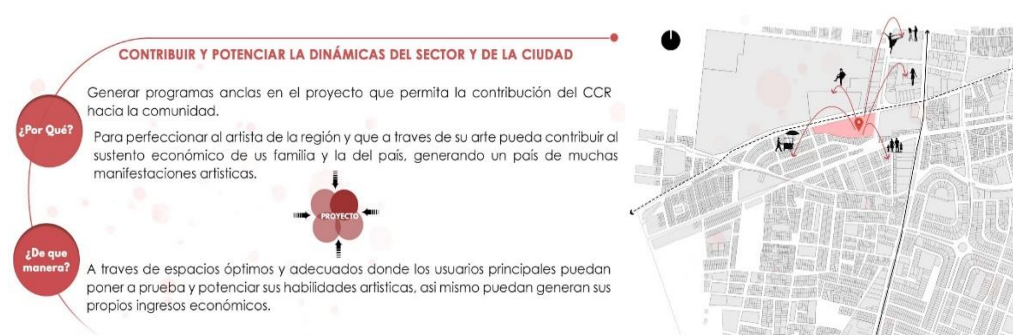 CONTRIBUIR Y POTENCIAR LA DINÁMICAS DEL SECTOR Y DE LA CIUDAD
¿Por Qué?
Generar programas anclas en el proyecto que permita la contribución del CCR
hacia la comunidad.
Para perfeccionar al artista de la región y que a traves de su arte pueda contribuir al
sustento económico de us familia y la del país, generando un país de muchas
manifestaciones artisticas.
PROYECTO
¿De que
manera?
A traves de espacios óptimos y adecuados donde los usuarios principales puedan
poner a prueba y potenciar sus habilidades artisticas, asi mismo puedan generan sus
propios ingresos económicos.